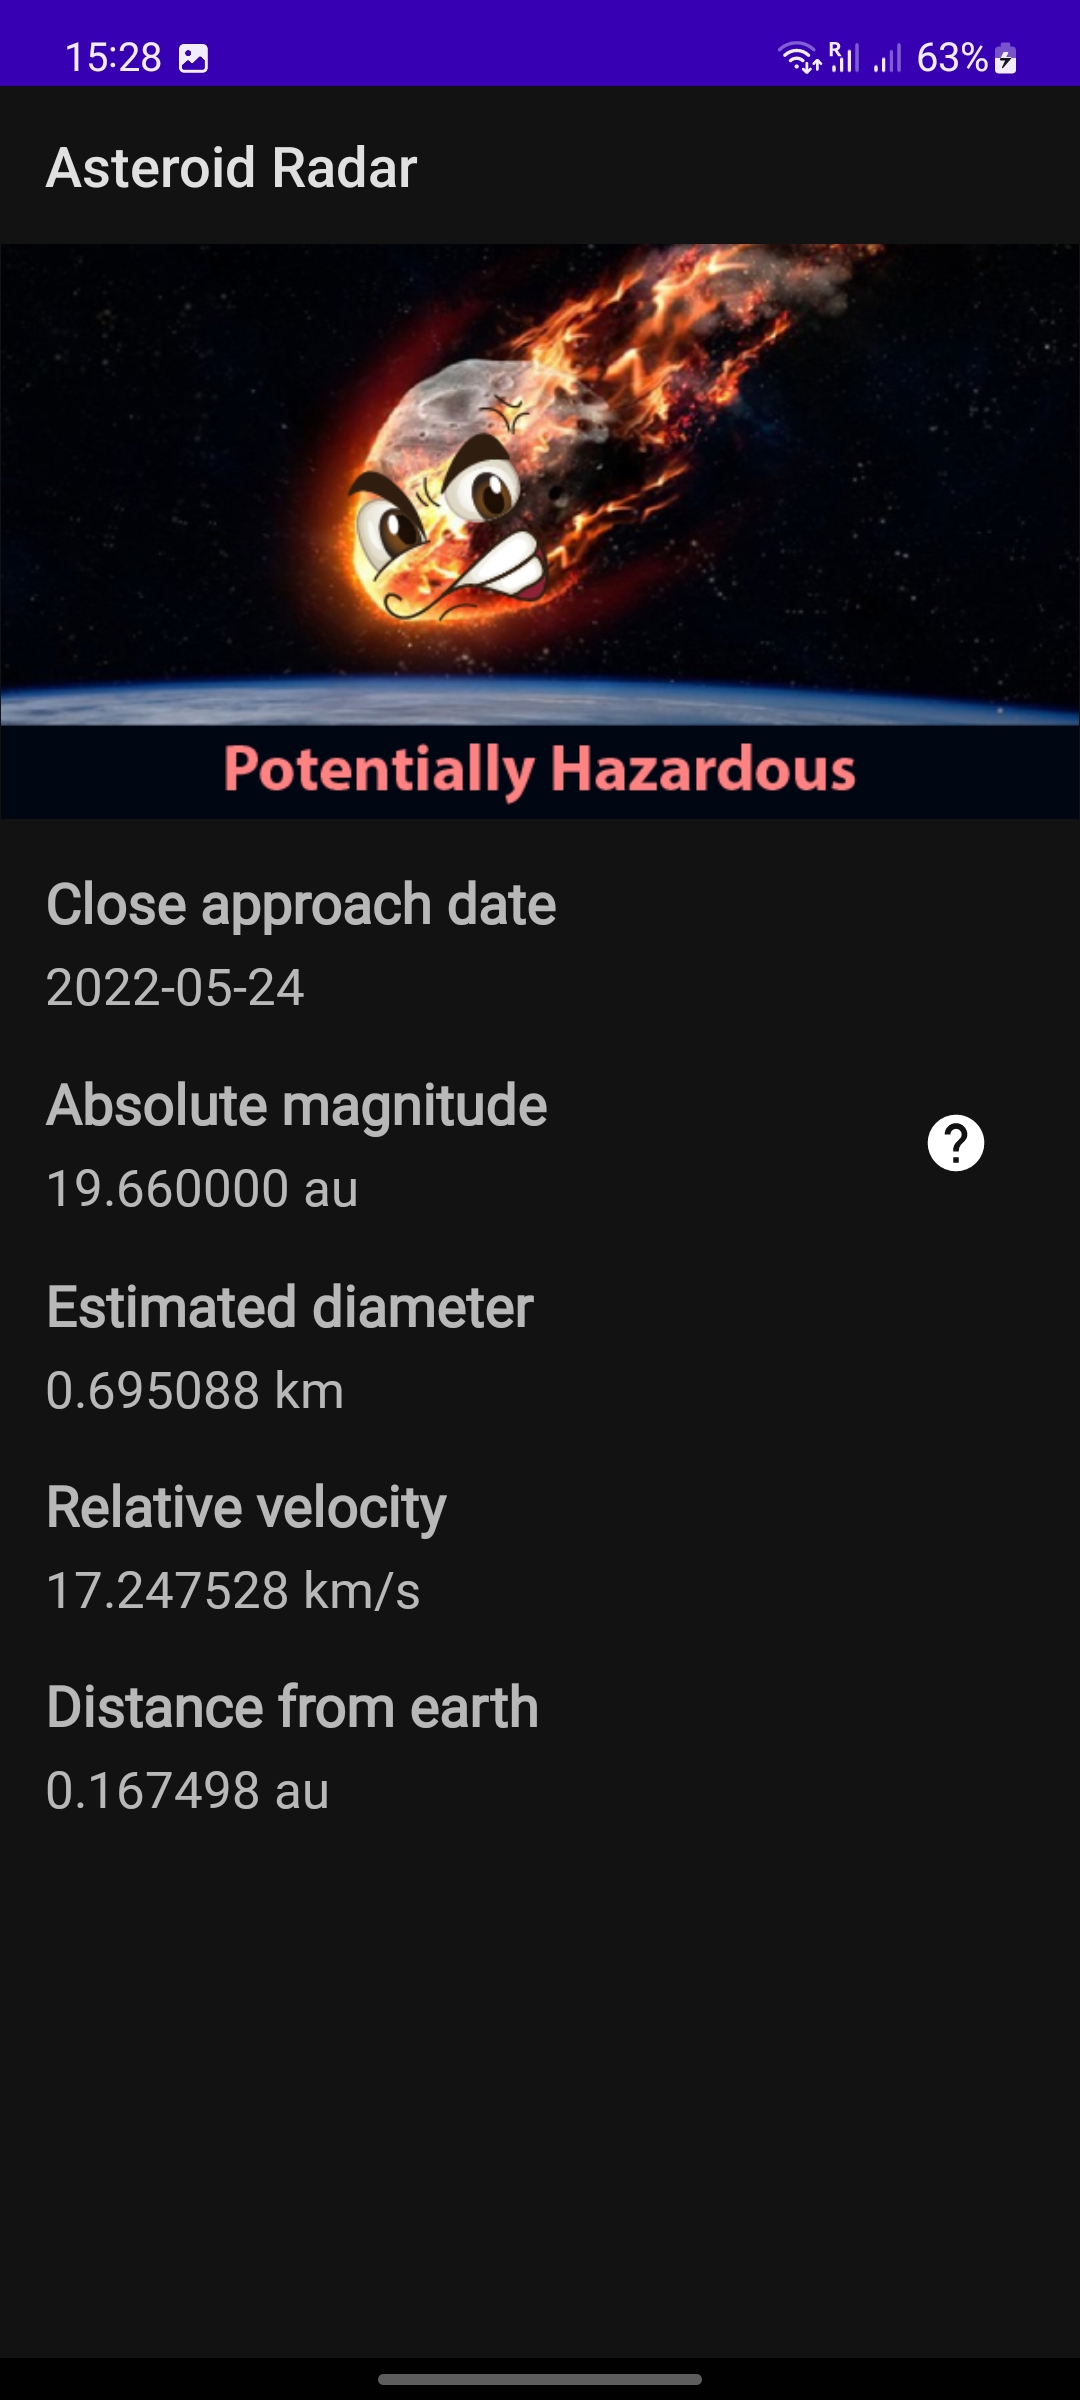 15:28 R 63%
Asteroid Radar
Potentially Hazardous
Close approach date
2022-05-24
Absolute magnitude
?
19.660000 au
Estimated diameter
0.695088 km
Relative velocity
17.247528 km/s
Distance from earth
0.167498 au